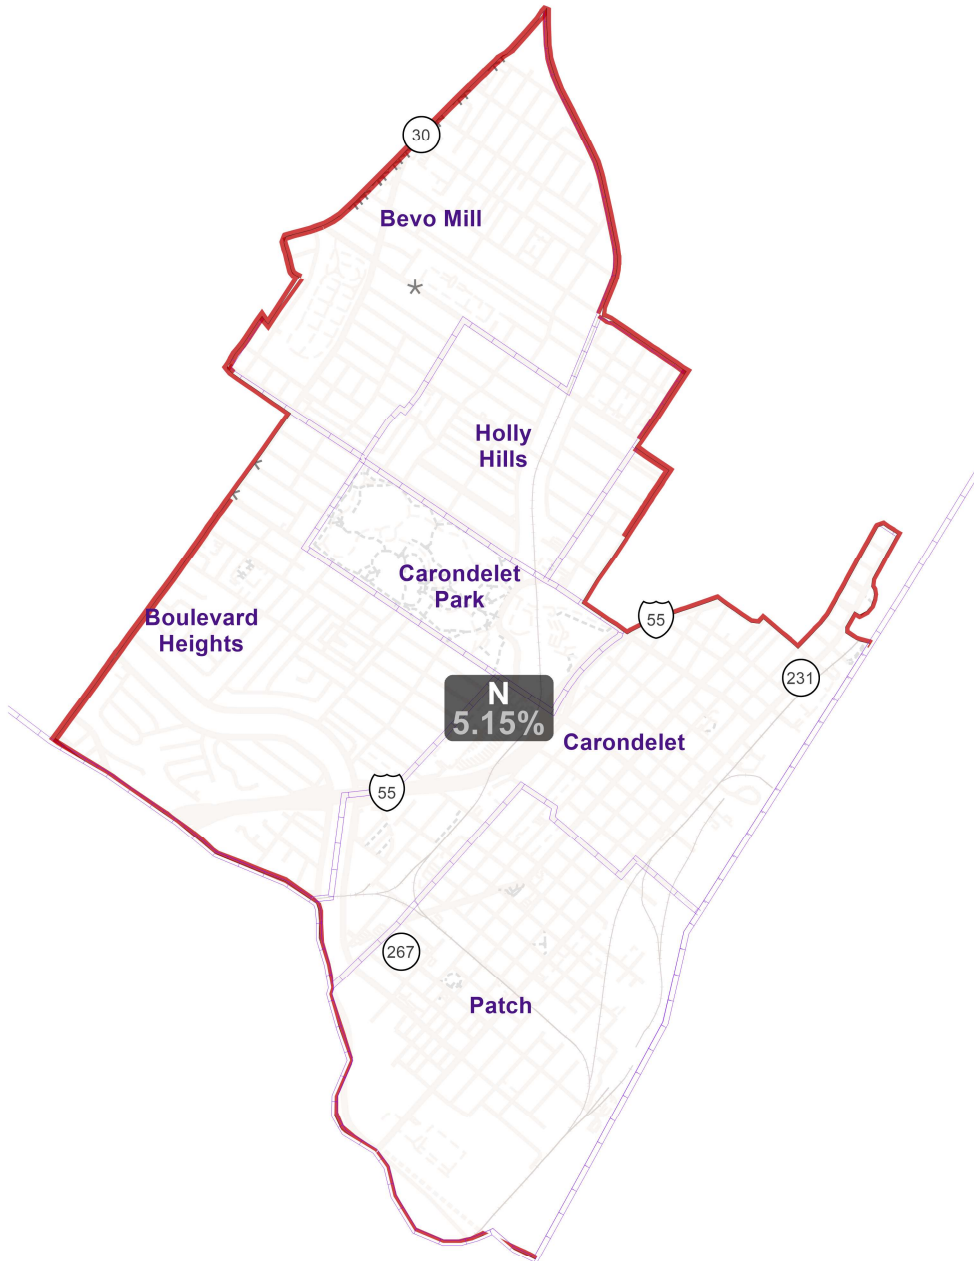 30
Bevo Mill
Holly
Hills
Carondelet
Park
Boulevard
Heights
55
231
N
5.15%
Carondelet
55
267
Patch